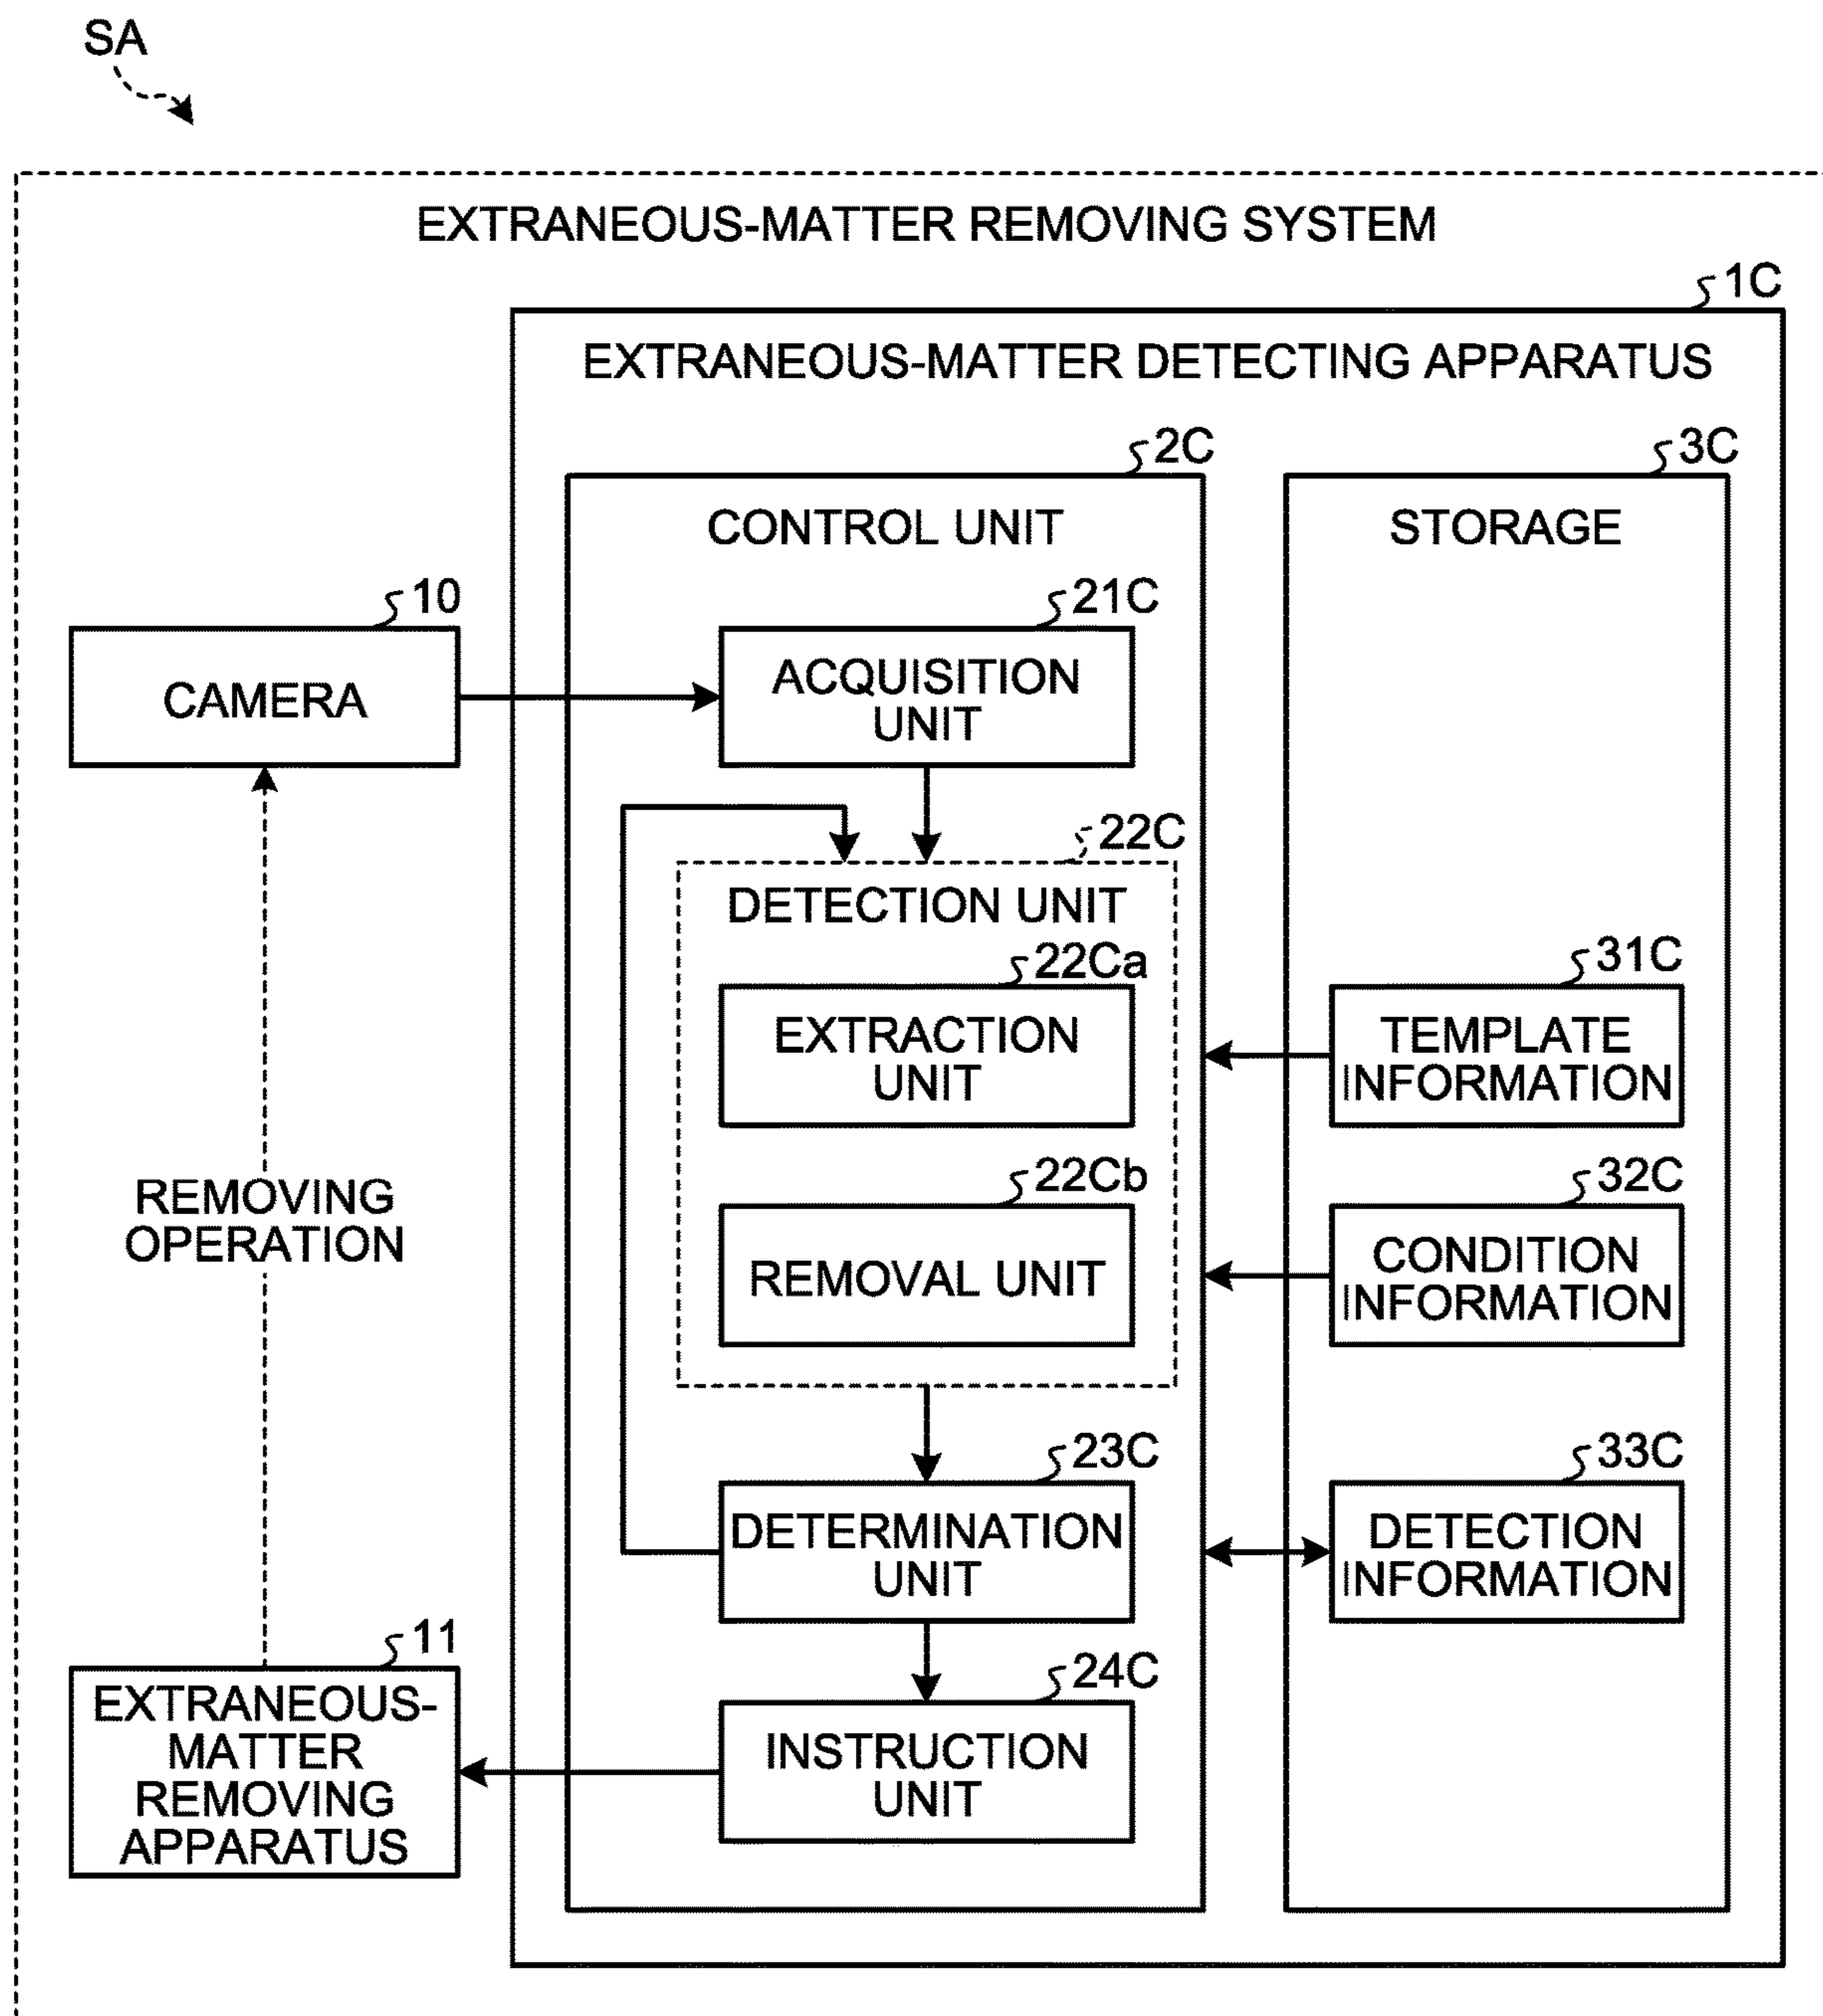 SA
EXTRANEOUS-MATTER REMOVING SYSTEM
1C
EXTRANEOUS-MATTER DETECTING APPARATUS
2C
3C
CONTROL UNIT
STORAGE
10
21C
CAMERA
ACQUISITION
UNIT
22C
DETECTION UNIT
22Ca
31C
EXTRACTION
UNIT
TEMPLATE
INFORMATION
22Cb
32C
REMOVING
OPERATION
REMOVAL UNIT
CONDITION
INFORMATION
23C
33C
DETERMINATION
UNIT
DETECTION
INFORMATION
11
24C
EXTRANEOUS-
MATTER
REMOVING
APPARATUS
INSTRUCTION
UNIT